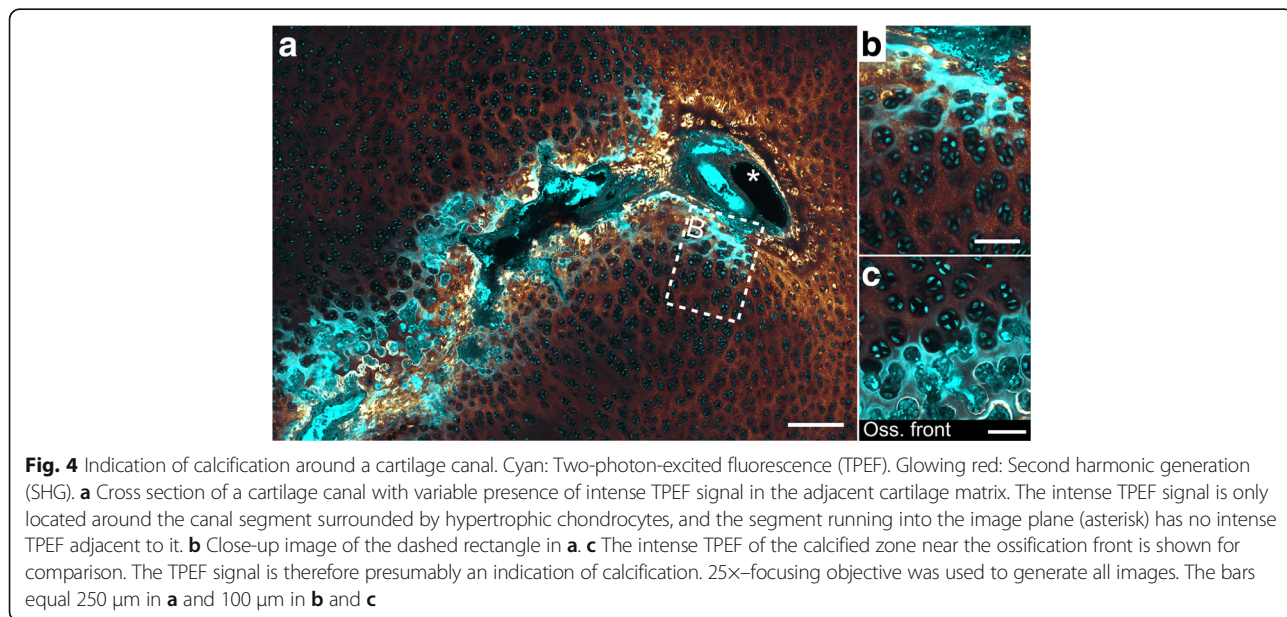 a
*
B
b
c
Oss. front
Fig. 4 Indication of calcification around a cartilage canal. Cyan: Two-photon-excited fluorescence (TPEF). Glowing red: Second harmonic generation
(SHG). a Cross section of a cartilage canal with variable presence of intense TPEF signal in the adjacent cartilage matrix. The intense TPEF signal is only
located around the canal segment surrounded by hypertrophic chondrocytes, and the segment running into the image plane (asterisk) has no intense
TPEF adjacent to it. b Close-up image of the dashed rectangle in a. c The intense TPEF of the calcified zone near the ossification front is shown for
comparison. The TPEF signal is therefore presumably an indication of calcification. 25×–focusing objective was used to generate all images. The bars
equal 250 μm in a and 100 μm in b and c